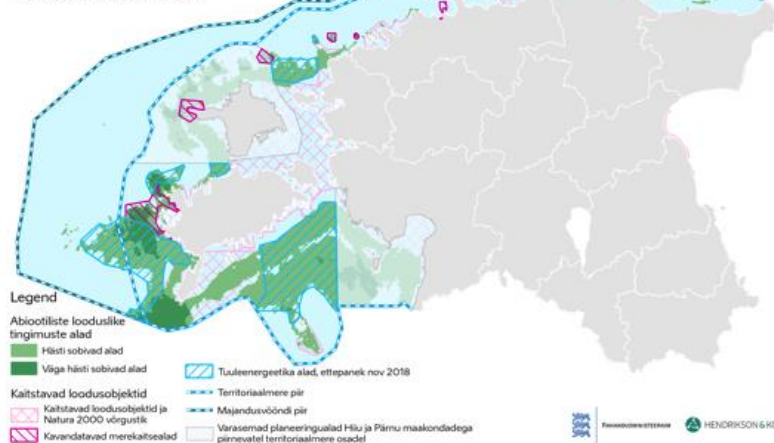 Legend
Abiootiliste looduslike
tingimuste alad
Hästi sobivad alad
Väga hästi sobivad alad
Kaitstavad loodusobjektid
Kaitstavad loodusobjektid ja
Natura 2000 võrgustik
Kavandatavad merekaitsealad
Tuuleenergeetika alad, ettepanek nov 2018
Territoriaalmere piir
Majandusvööndi piir
Varasemad planeeringualad Hiiu ja Pärnu maakondadega
piirnevatel territoriaalmere osadel
RAHANDUSMINISTEERIUM
HENDRIKSON & K